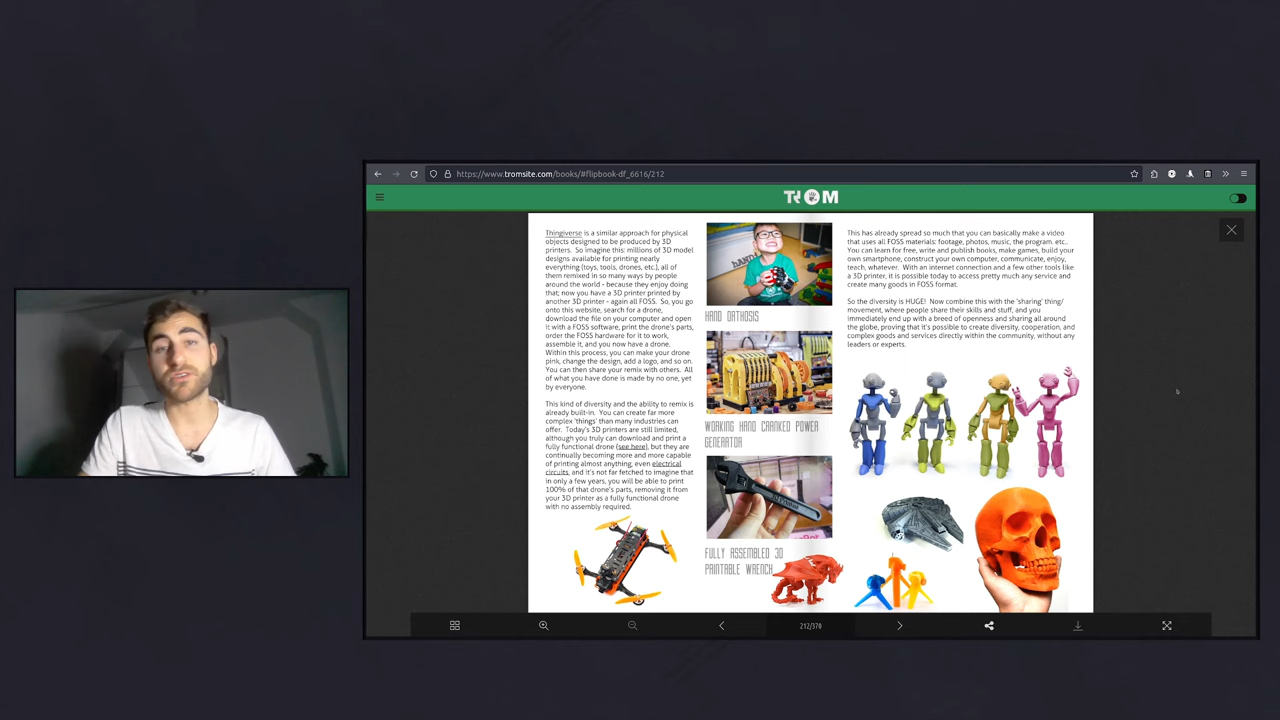 https://www.tromsite.com/books/#flipbook-df_6616/212
TROM
Thingiverse is a similar approach for physical
objects designed to be produced by 3D
printers. So imagine this: millions of 3D model
designs available for printing nearly
everything (toys, tools, drones, etc.), all of
them remixed in so many ways by people
around the world - because they enjoy doing
that; now you have a 3D printer printed by
another 3D printer - again all FOSS. So, you go
onto this website, search for a drone,
download the file on your computer and open
it with a FOSS software, print the drone's parts,
order the FOSS hardware for it to work,
assemble it, and you now have a drone.
Within this process, you can make your drone
pink, change the design, add a logo, and so on.
You can then share your remix with others. All
of what you have done is made by no one, yet
by everyone.
This kind of diversity and the ability to remix is
already built-in. You can create far more
complex 'things' than many industries can
offer. Today's 3D printers are still limited,
although you truly can download and print a
fully functional drone (see here), but they are
continually becoming more and more capable
of printing almost anything, even electrical
circuits, and it's not far fetched to imagine that
in only a few years, you will be able to print
100% of that drone's parts, removing it from
your 3D printer as a fully functional drone
with no assembly required.
HAND ORTHOSIS
WORKING HAND CRANKED POWER
GENERATOR
FULLY ASSEMBLED 3D
PRINTABLE WRENCH
This has already spread so much that you can basically make a video
that uses all FOSS materials: footage, photos, music, the program, etc..
You can learn for free, write and publish books, make games, build your
own smartphone, construct your own computer, communicate, enjoy,
teach, whatever. With an internet connection and a few other tools like
a 3D printer, it is possible today to access pretty much any service and
create many goods in FOSS format.
So the diversity is HUGE! Now combine this with the 'sharing' thing/
movement, where people share their skills and stuff, and you
immediately end up with a breed of openness and sharing all around
the globe, proving that it's possible to create diversity, cooperation, and
complex goods and services directly within the community, without any
leaders or experts.
212/370